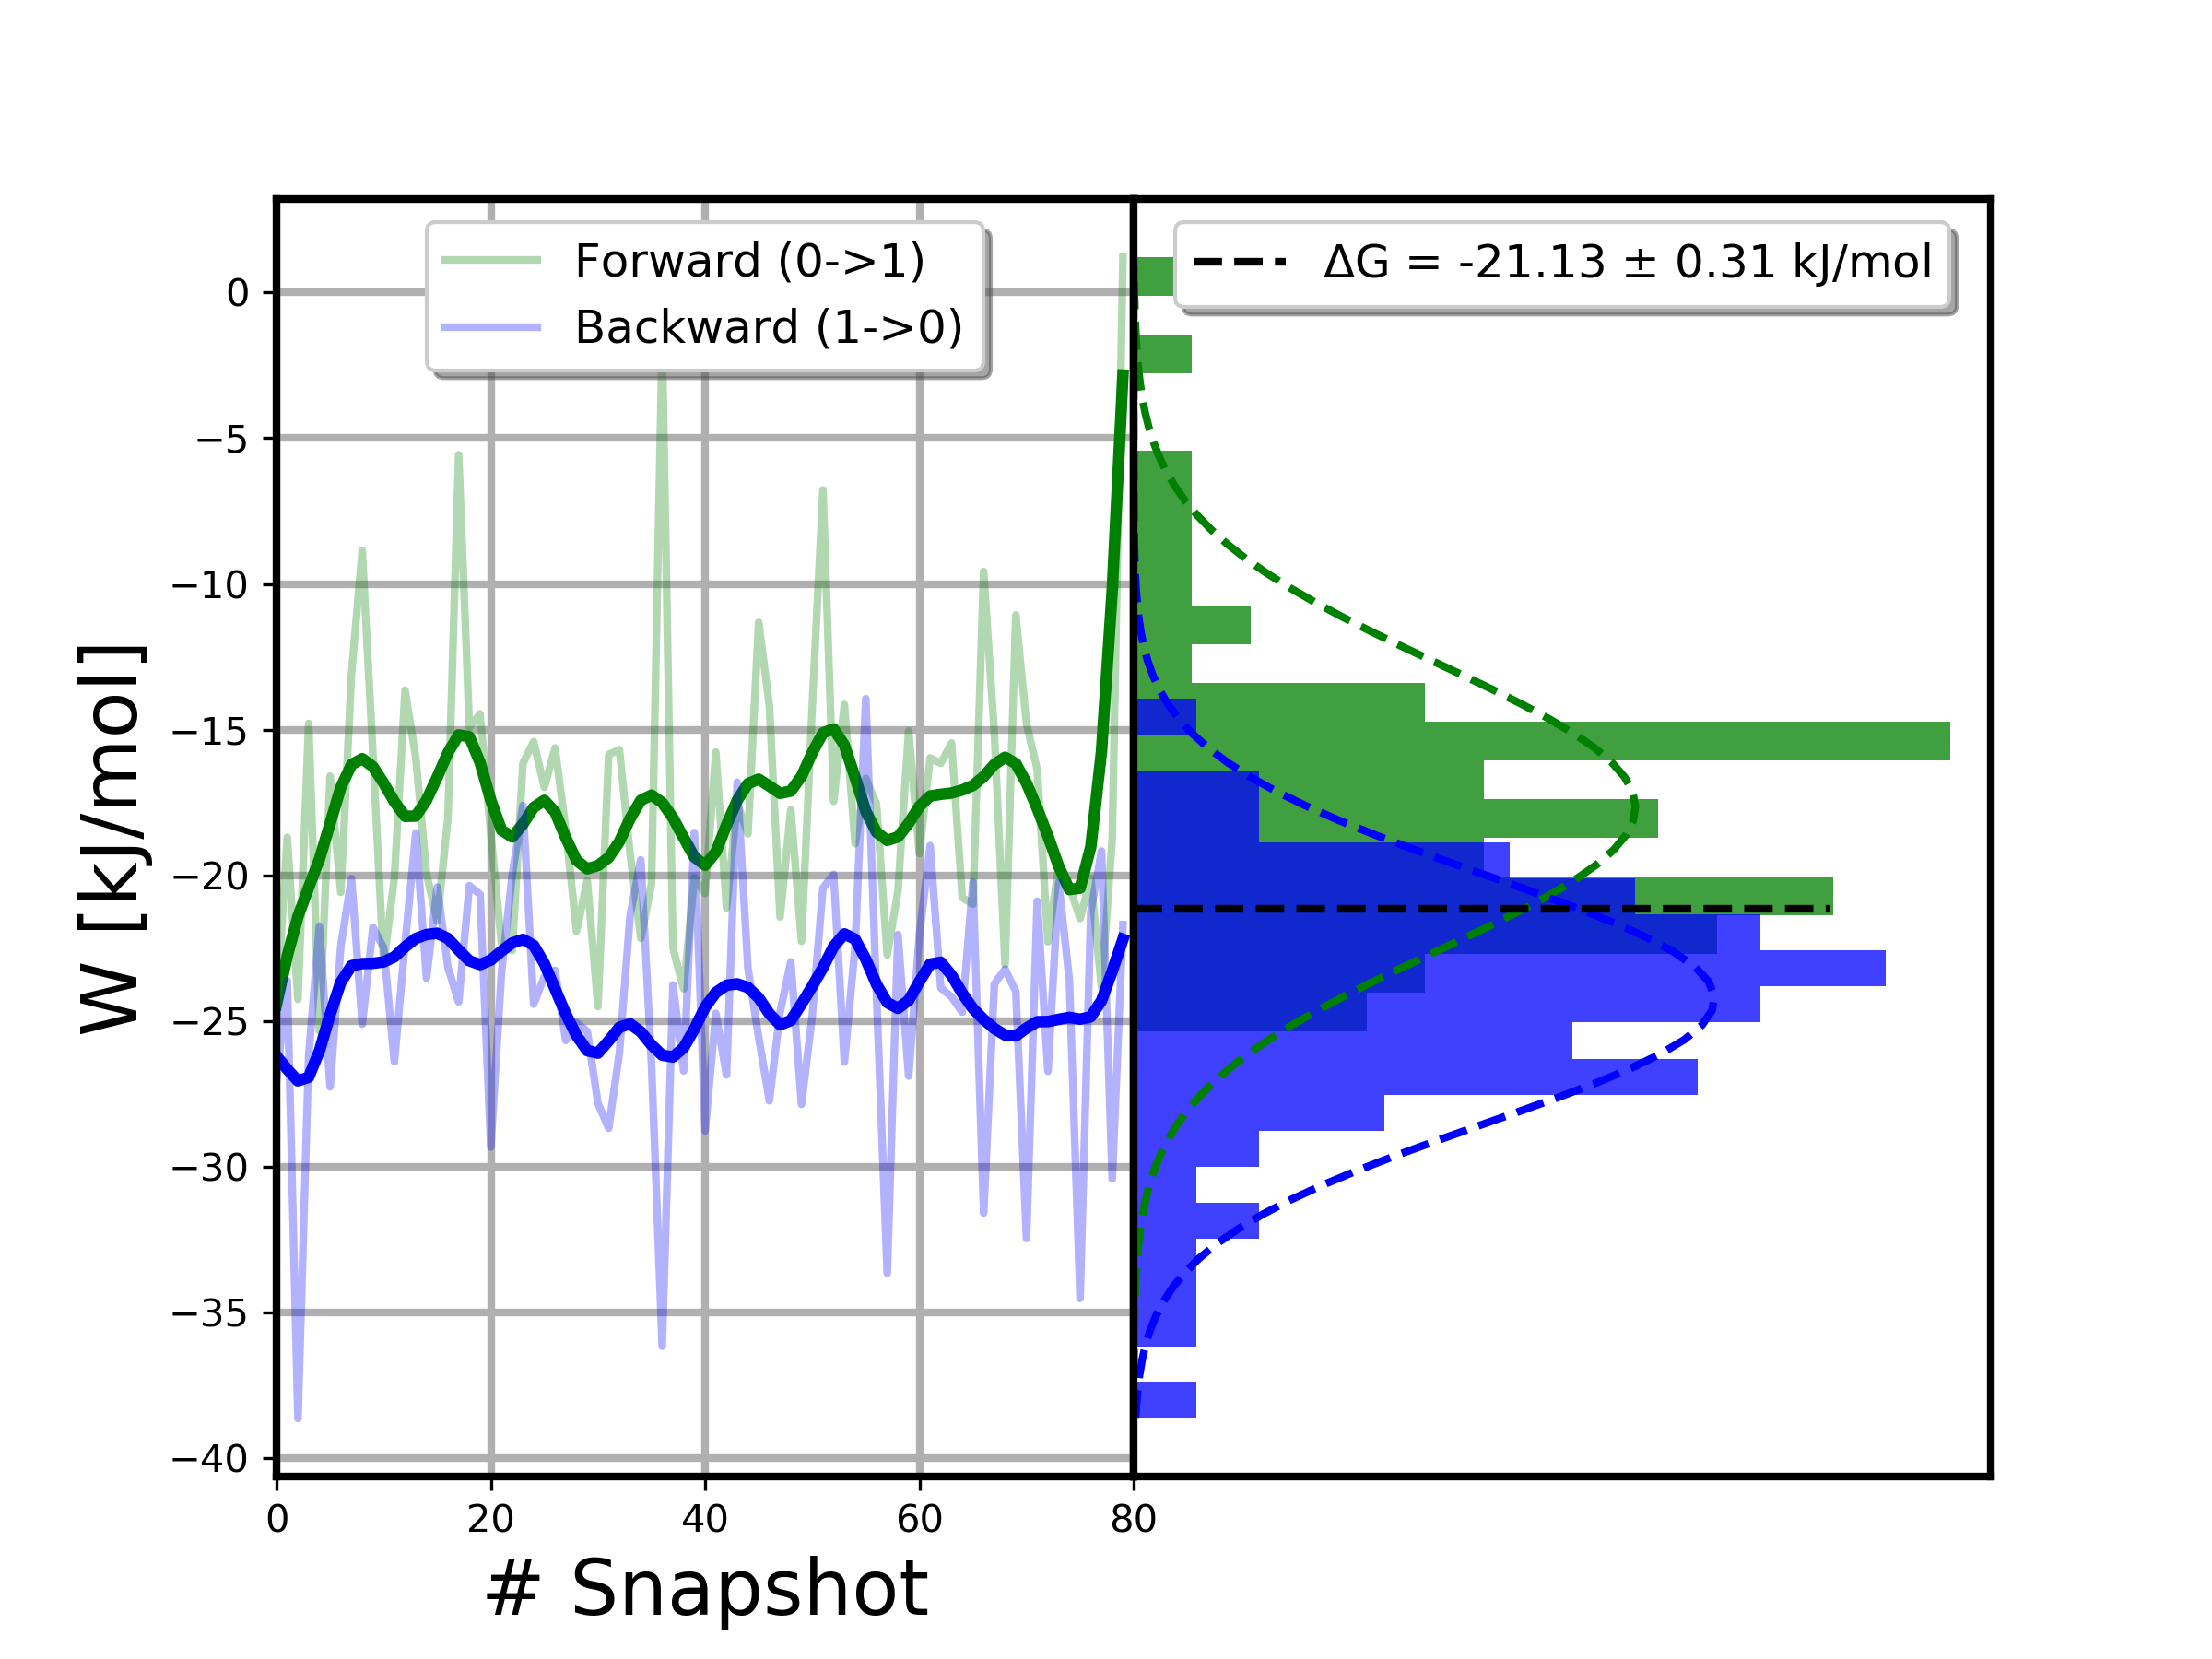 Forward (0->1)
Backward (1->0)
ΔG = -21.13 ± 0.31 kJ/mol
W [kJ/mol]
0
−5
−10
−15
−20
−25
−30
−35
−40
0 20 40 60 80
# Snapshot